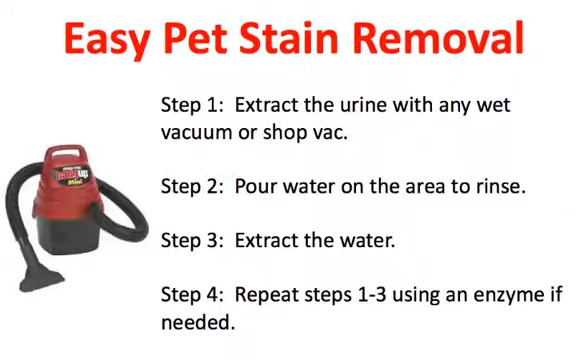 Easy Pet Stain Removal
Step 1:  Extract the urine with any wet
vacuum or shop vac.
Step 2:  Pour water on the area to rinse.
Step 3:  Extract the water.
Step 4:  Repeat steps 1-3 using an enzyme if
needed.